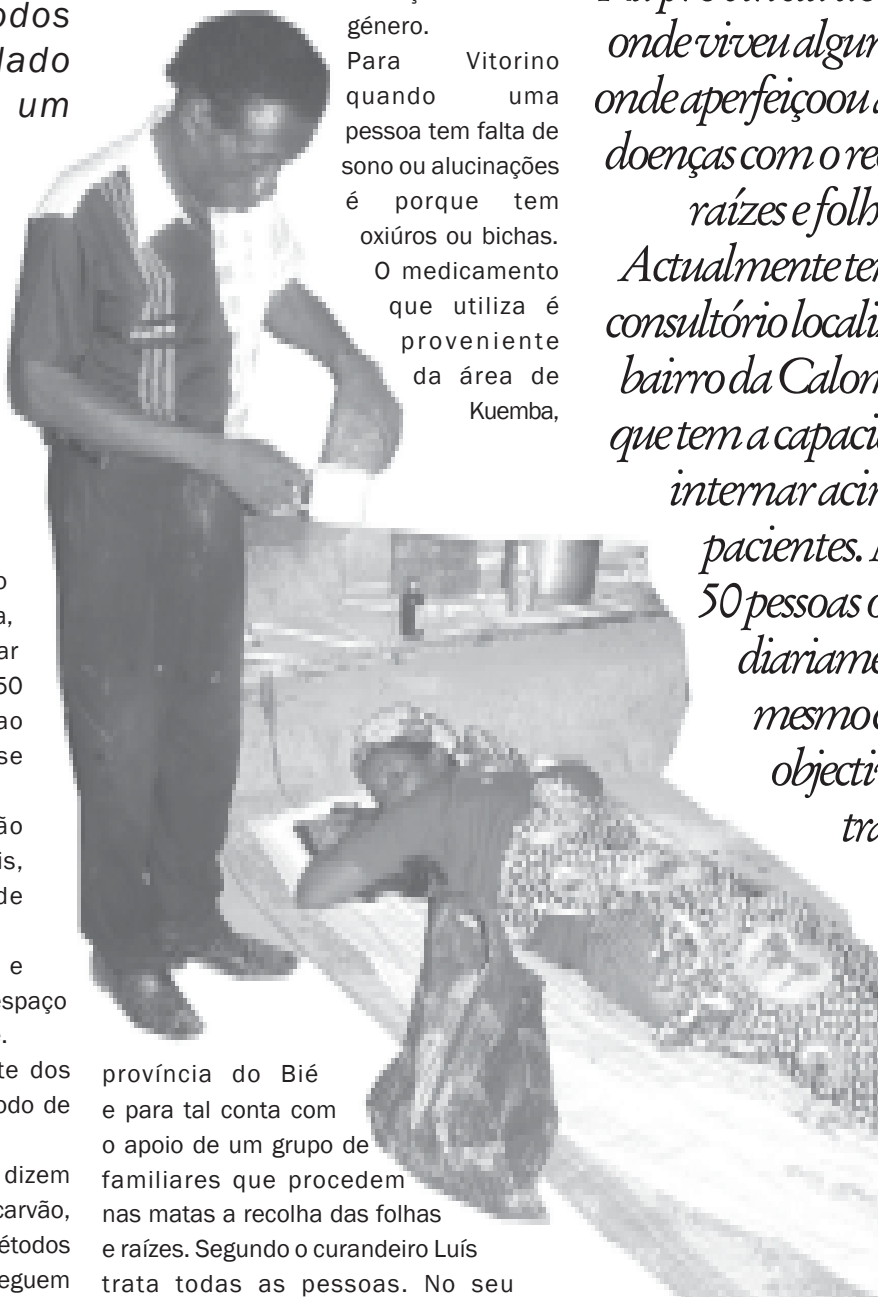 odos
lado
um
o
a,
ar
50
ao
se
ão
is,
de
e
espaço
.
te dos
odo de
dizem
carvão,
étodos
eguem
género.
Para Vitorino
quando uma
pessoa tem falta de
sono ou alucinações
é porque tem
oxiúros ou bichas.
O medicamento
que utiliza é
proveniente
da área de
Kuemba,
província do Bié
e para tal conta com
o apoio de um grupo de
familiares que procedem
nas matas a recolha das folhas
e raízes. Segundo o curandeiro Luís
trata todas as pessoas. No seu
onde viveu algun
onde aperfeiçoou a
doenças com o re
raízes e folh
Actualmente te
consultório localiz
bairro da Calom
que tem a capaci
internar acim
pacientes.
50 pessoas
diariame
mesmo
objecti
tra